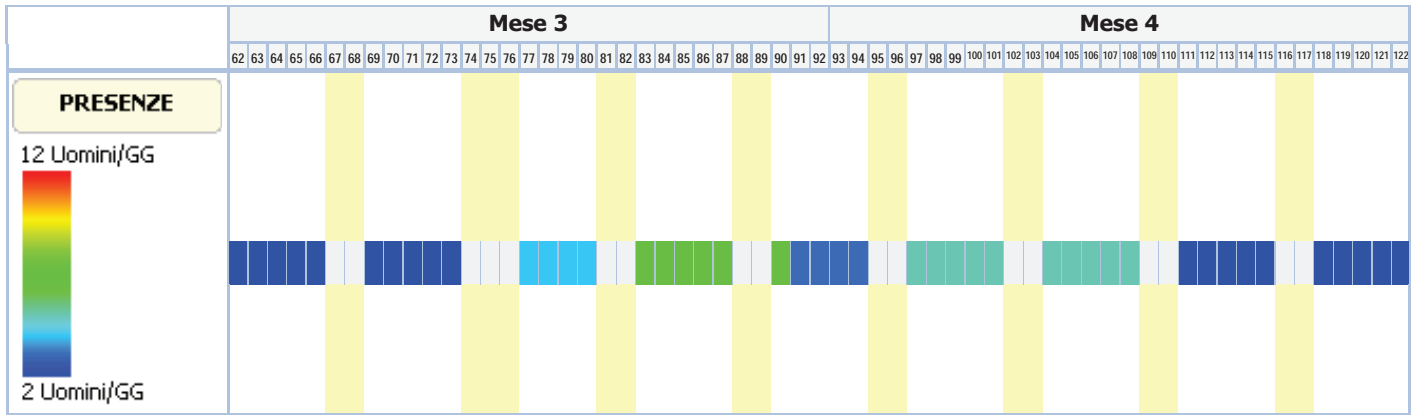 Mese 3 Mese 4
62 63 64 65 66 67 68 69 70 71 72 73 74 75 76 77 78 79 80 81 82 83 84 85 86 87 88 89 90 91 92 93 94 95 96 97 98 99 100 101 102 103 104 105 106 107 108 109 110 111 112 113 114 115 116 117 118 119 120 121 122
PRESENZE
12 Uomini/GG
2 Uomini/GG